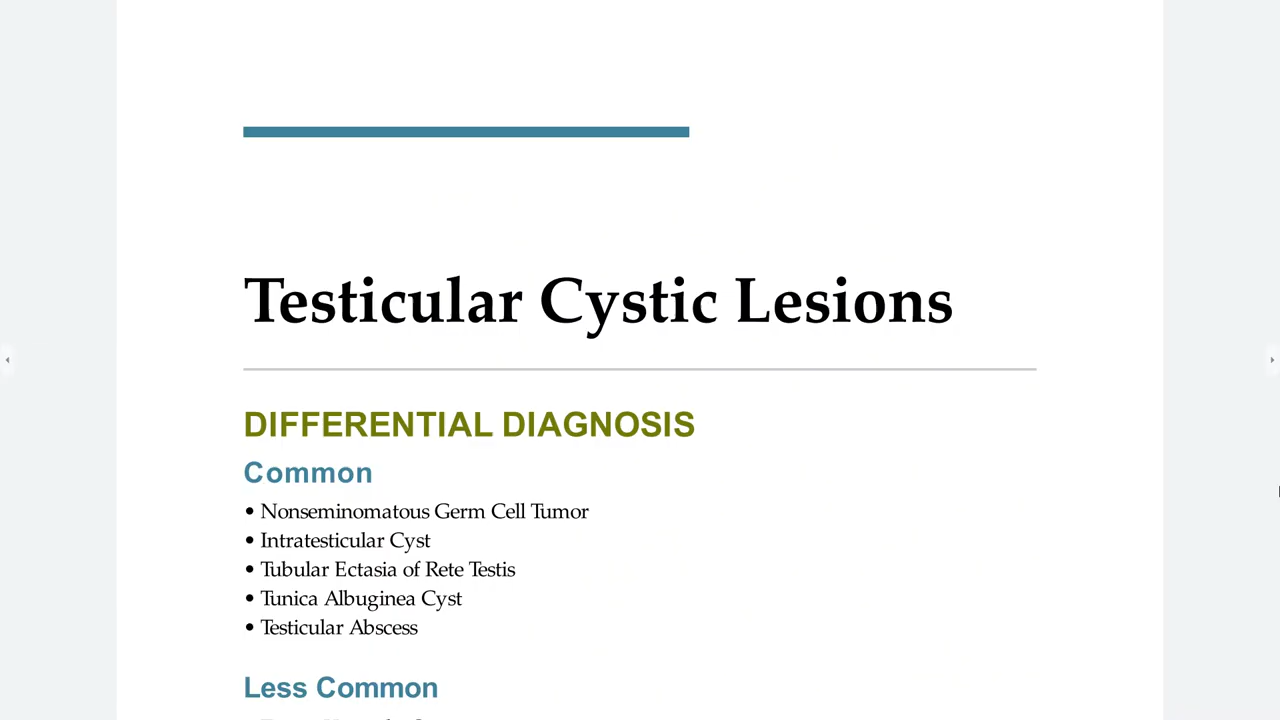 Testicular Cystic Lesions
DIFFERENTIAL DIAGNOSIS
Common
• Nonseminomatous Germ Cell Tumor
• Intratesticular Cyst
• Tubular Ectasia of Rete Testis
• Tunica Albuginea Cyst
• Testicular Abscess
Less Common